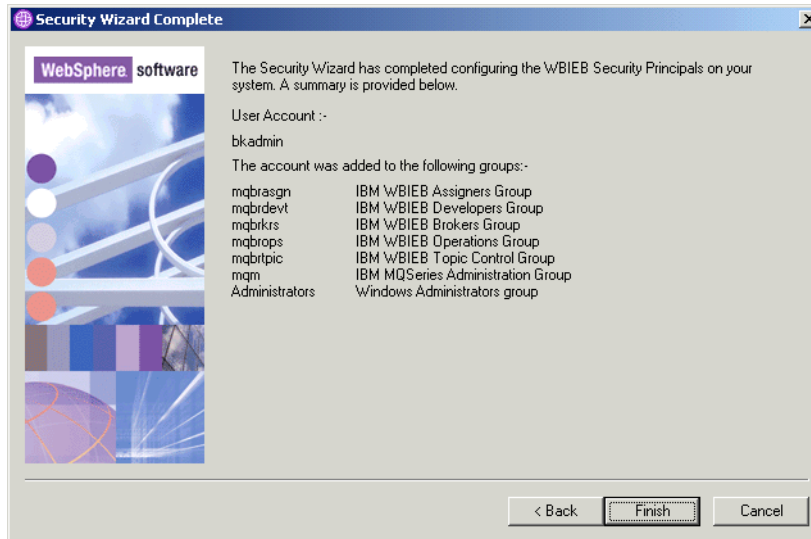 Security Wizard Complete
WebSphere software
The Security Wizard has completed configuring the WBIEB Security Principals on your
system. A summary is provided below.
User Account :-
bkadmin
The account was added to the following groups:-
mqbrasgn IBM WBIEB Assigners Group
mqbrdevt IBM WBIEB Developers Group
mqbrkrs IBM WBIEB Brokers Group
mqbrops IBM WBIEB Operations Group
mqbrtpic IBM WBIEB Topic Control Group
mqm IBM MQSeries Administration Group
Administrators Windows Administrators group
< Back Finish Cancel